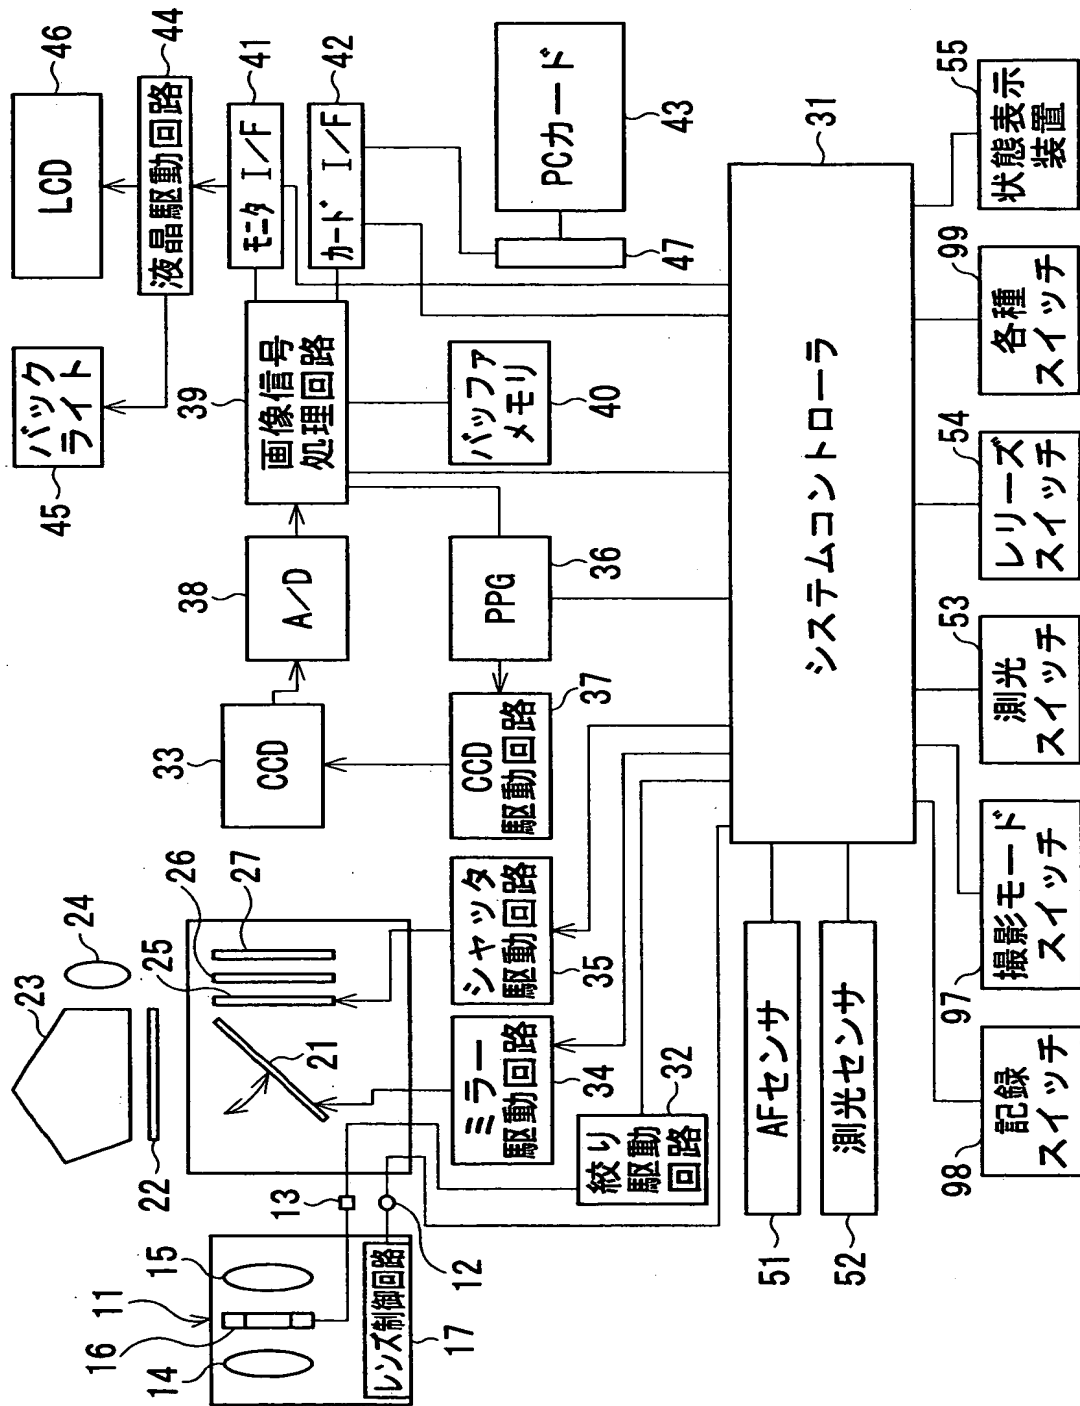 11
16
15
14
レンズ制御回路
17
13
12
23
24
22
25
26
27
21
ミラー
駆動回路
34
シャッタ
駆動回路
35
絞り
駆動
回路
32
CCD
33
CCD
駆動回路
37
A/D
38
PPG
36
画像信号
処理回路
39
バッファ
メモリ
40
バック
ライト
45
LCD
46
液晶駆動回路
44
モニタ I/F
41
カード I/F
42
PCカード
43
47
システムコントローラ
31
AFセンサ
51
測光センサ
52
記録
スイッチ
98
撮影モード
スイッチ
97
測光
スイッチ
53
レリーズ
スイッチ
54
各種
スイッチ
99
状態表示
装置
55